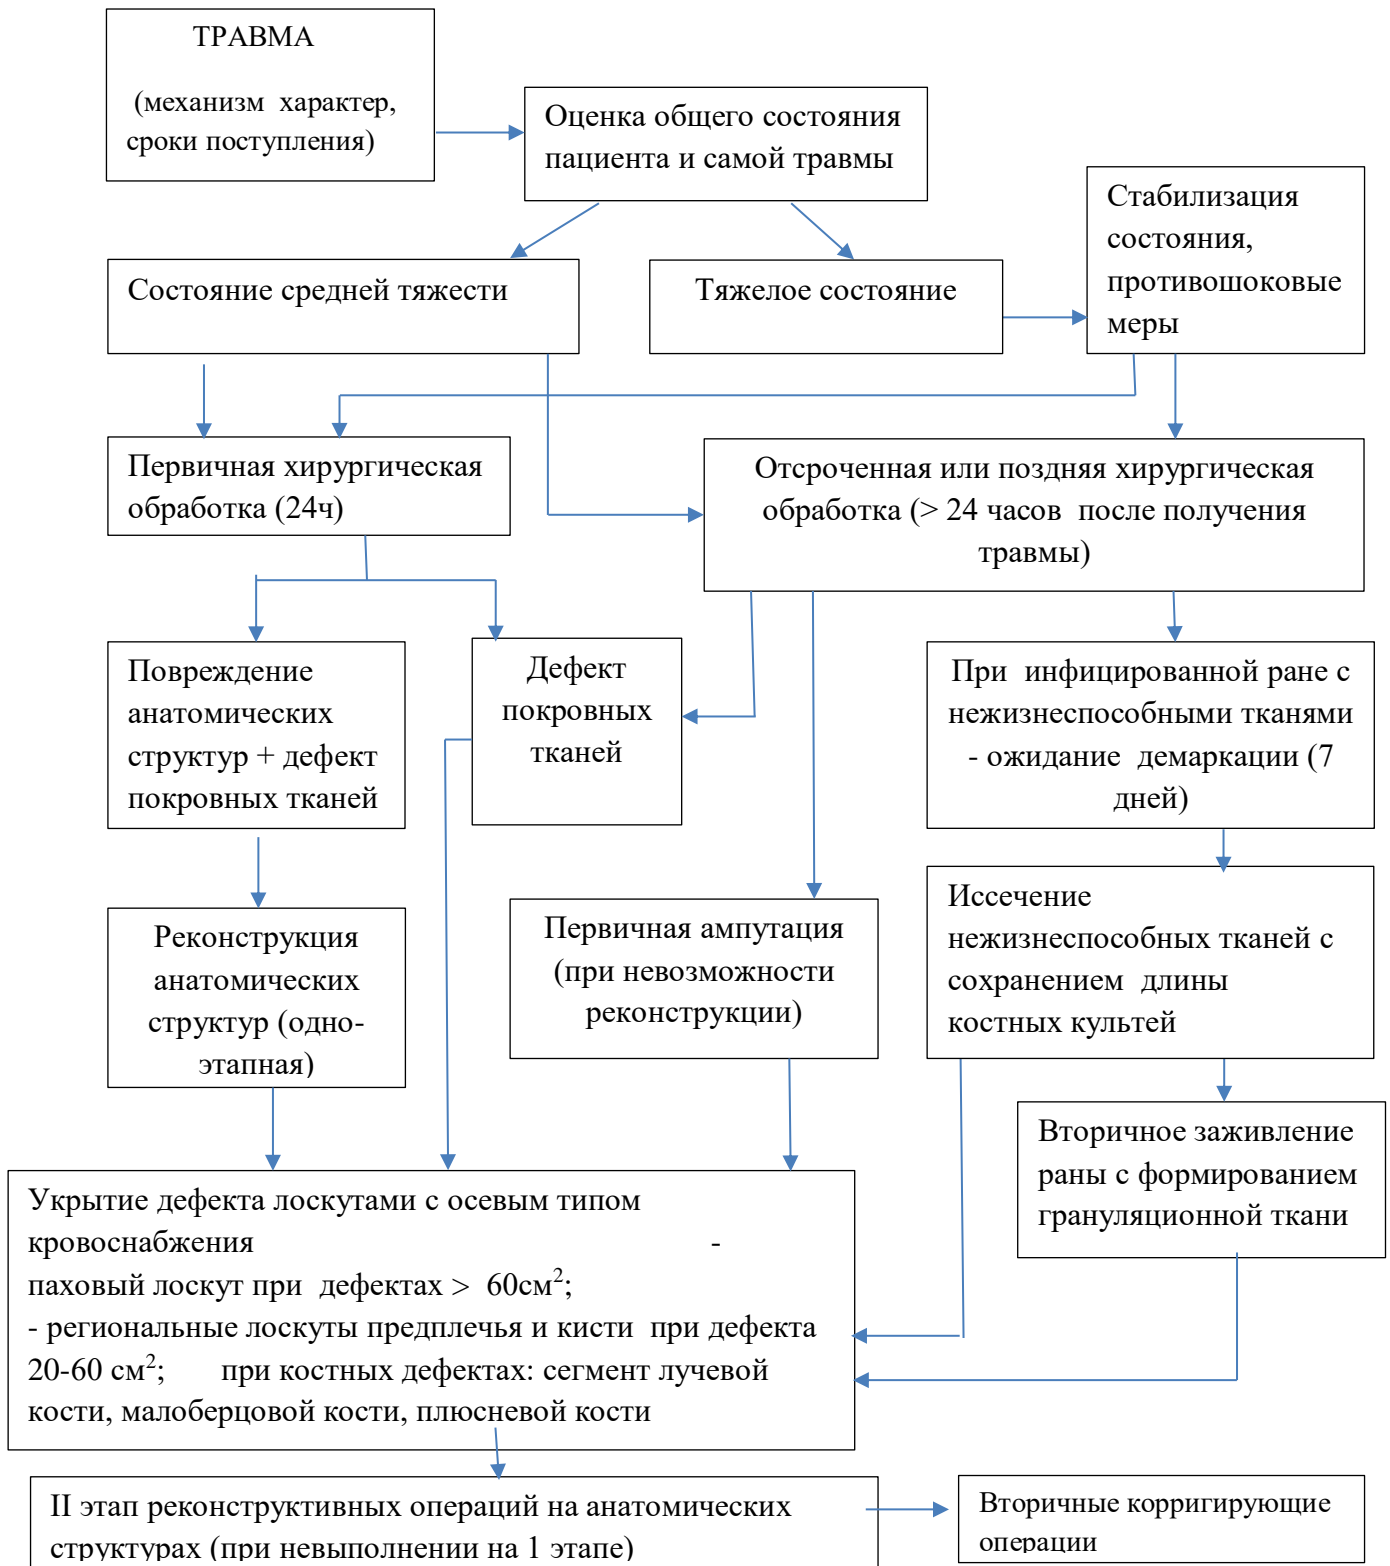 ТРАВМА
(механизм характер,
сроки поступления)
Оценка общего состояния
пациента и самой травмы
Стабилизация
состояния,
противошоковые
меры
Состояние средней тяжести
Тяжелое состояние
Первичная хирургическая
обработка (24ч)
Отсроченная или поздняя хирургическая
обработка (> 24 часов после получения
травмы)
Повреждение
анатомических
структур + дефект
покровных тканей
Дефект
покровных
тканей
При инфицированной ране с
нежизнеспособными тканями
- ожидание демаркации (7
дней)
Реконструкция
анатомических
структур (одно-
этапная)
Первичная ампутация
(при невозможности
реконструкции)
Иссечение
нежизнеспособных тканей с
сохранением длины
костных культей
Вторичное заживление
раны с формированием
грануляционной ткани
Укрытие дефекта лоскутами с осевым типом
кровоснабжения -
паховый лоскут при дефектах > 60см²;
- региональные лоскуты предплечья и кисти при дефекта
20-60 см²; при костных дефектах: сегмент лучевой
кости, малоберцовой кости, плюсневой кости
II этап реконструктивных операций на анатомических
структурах (при невыполнении на 1 этапе)
Вторичные корригирующие
операции